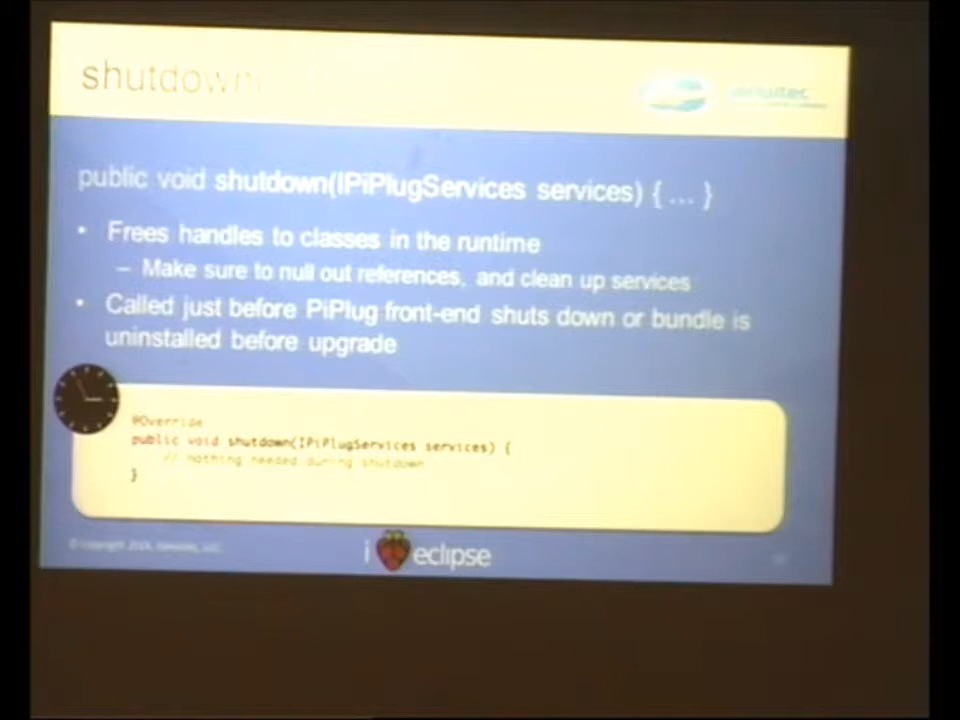 shutdown
public void shutdown(IPiPlugServices services) { ... }
• Frees handles to classes in the runtime
– Make sure to null out references, and clean up services
• Called just before PiPlug front-end shuts down or bundle is
uninstalled before upgrade
@Override
public void shutdown(IPiPlugServices services) {
// nothing needed during shutdown
}
© Copyright
i eclipse